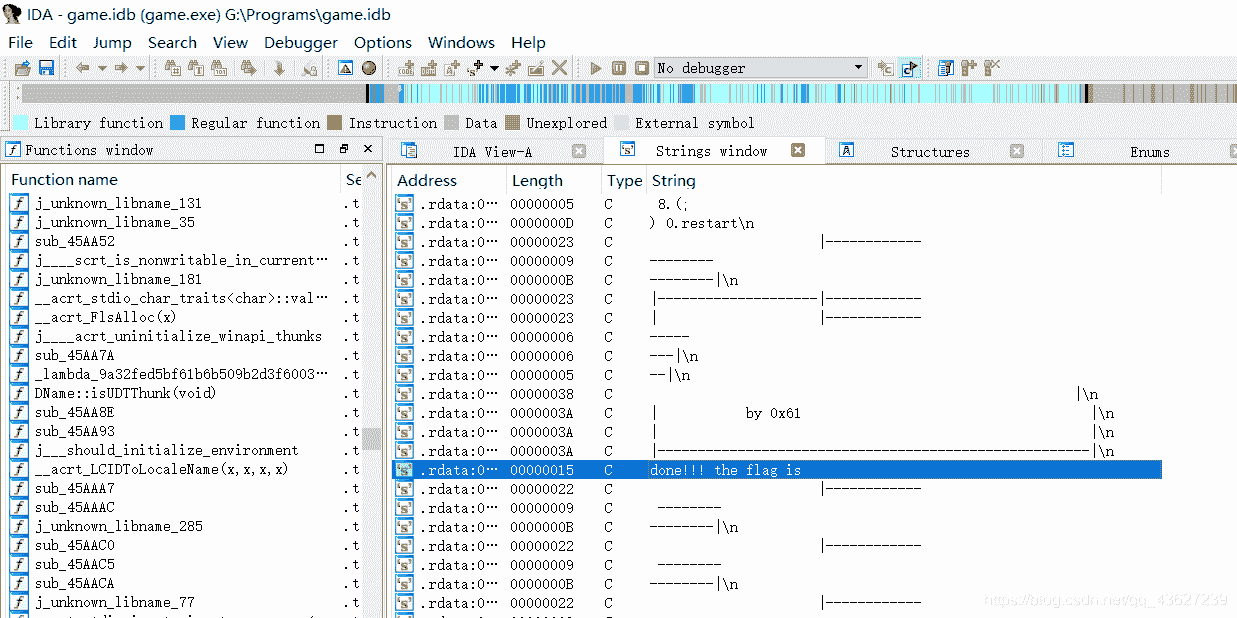 IDA - game.idb (game.exe) G:\Programs\game.idb
File Edit Jump Search View Debugger Options Windows Help
No debugger
Library function Regular function Instruction Data Unexplored External symbol
Functions window
IDA View-A Strings window Structures Enums
Function name Se
Address Length Type String
j_unknown_libname_131 .t
j_unknown_libname_35 .t
sub_45AA52 .t
j____scrt_is_nonwritable_in_current… .t
j_unknown_libname_181 .t
__acrt_stdio_char_traits<char>::val… .t
__acrt_FlsAlloc(x) .t
j____acrt_uninitialize_winapi_thunks .t
sub_45AA7A .t
_lambda_9a32fed5bf61b6b509b2d3f6003… .t
DName::isUDTThunk(void) .t
sub_45AA8E .t
sub_45AA93 .t
j___should_initialize_environment .t
__acrt_LCIDToLocaleName(x,x,x,x) .t
sub_45AAA7 .t
sub_45AAAC .t
j_unknown_libname_285 .t
sub_45AAC0 .t
sub_45AAC5 .t
sub_45AACA .t
j_unknown_libname_77 .t
.rdata:0… 00000005 C 8.(;
.rdata:0… 0000000D C ) 0.restart\n
.rdata:0… 00000023 C |------------
.rdata:0… 00000009 C --------
.rdata:0… 0000000B C --------|\n
.rdata:0… 00000023 C |--------------------|------------
.rdata:0… 00000023 C | |------------
.rdata:0… 00000006 C -----
.rdata:0… 00000006 C ---|\n
.rdata:0… 00000005 C --|\n
.rdata:0… 00000038 C |\n
.rdata:0… 0000003A C | by 0x61 |\n
.rdata:0… 0000003A C | |\n
.rdata:0… 0000003A C |------------------------------------------------------|\n
.rdata:0… 00000015 C done!!! the flag is
.rdata:0… 00000022 C |------------
.rdata:0… 00000009 C --------
.rdata:0… 0000000B C --------|\n
.rdata:0… 00000022 C |------------
.rdata:0… 00000009 C --------
.rdata:0… 0000000B C --------|\n
.rdata:0… 00000022 C |------------
https://blog.csdn.net/qq_43627239